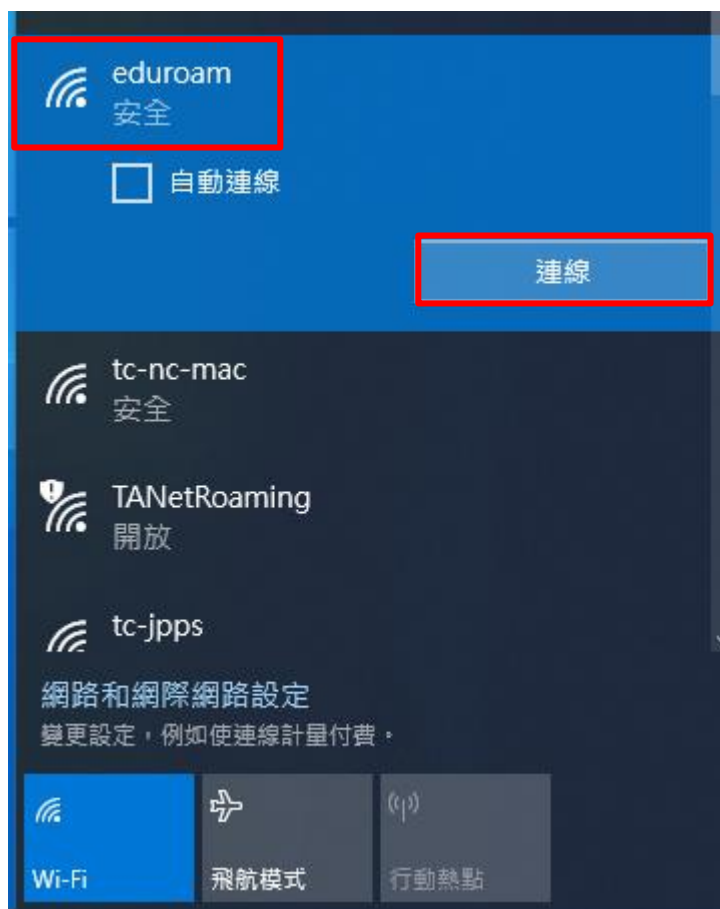 eduroam
安全
自動連線
連線
tc-nc-mac
安全
TANetRoaming
開放
tc-jpps
網路和網際網路設定
變更設定，例如使連線計量付費。
Wi-Fi
飛航模式
行動熱點